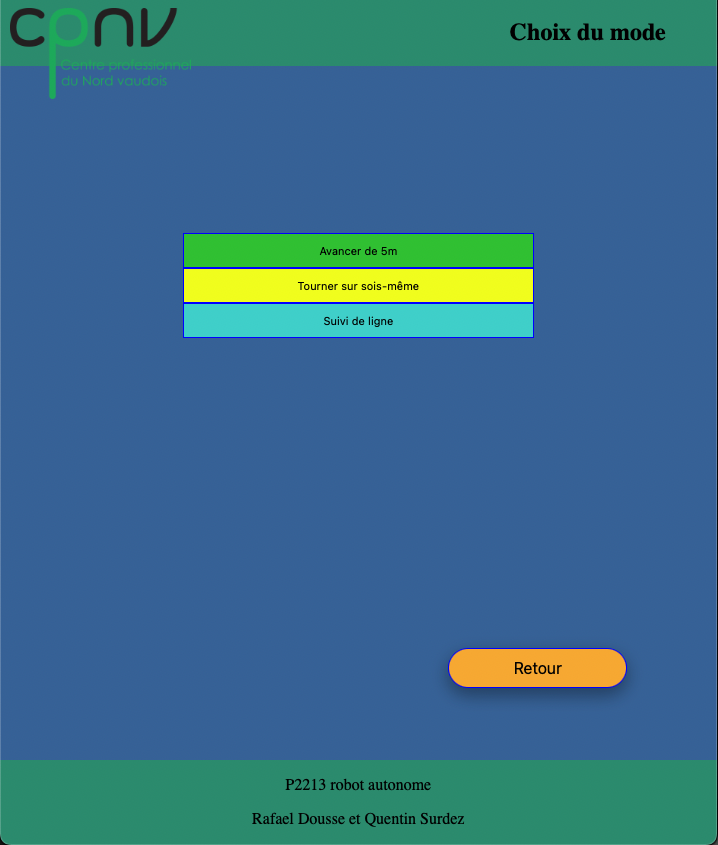 cpnv
Centre professionnel
du Nord vaudois
Choix du mode
Avancer de 5m
Tourner sur sois-même
Suivi de ligne
Retour
P2213 robot autonome
Rafael Dousse et Quentin Surdez